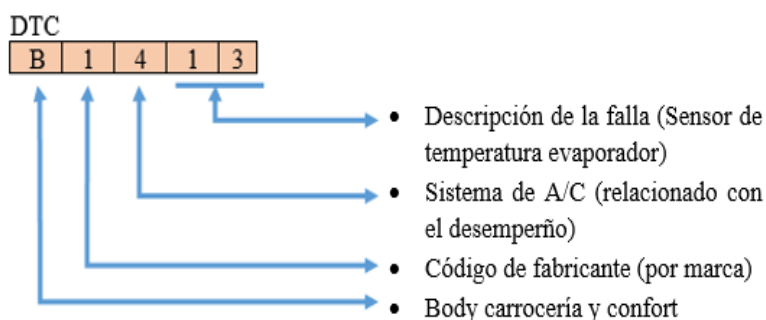 DTC
B 1 4 1 3
• Descripción de la falla (Sensor de
temperatura evaporador)
• Sistema de A/C (relacionado con
el desemperño)
• Código de fabricante (por marca)
• Body carrocería y confort